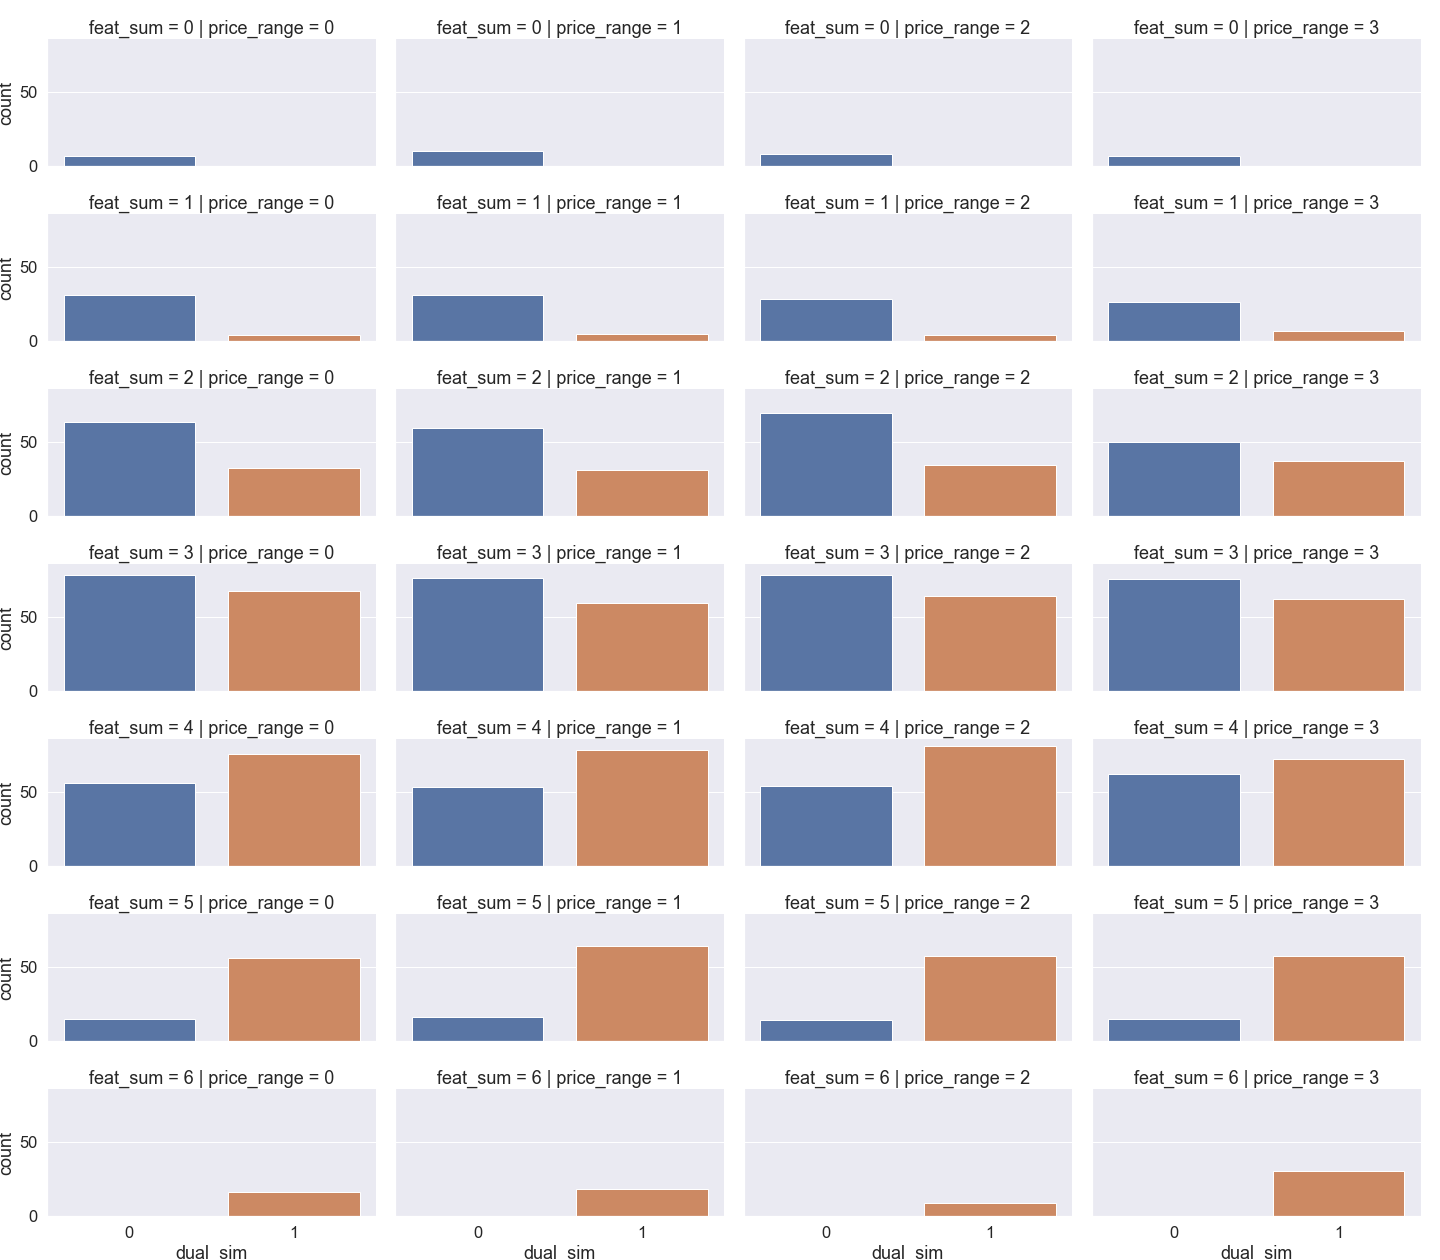 feat_sum = 0 | price_range = 0
feat_sum = 0 | price_range = 1
feat_sum = 0 | price_range = 2
feat_sum = 0 | price_range = 3
count
50
0
feat_sum = 1 | price_range = 0
feat_sum = 1 | price_range = 1
feat_sum = 1 | price_range = 2
feat_sum = 1 | price_range = 3
count
50
0
feat_sum = 2 | price_range = 0
feat_sum = 2 | price_range = 1
feat_sum = 2 | price_range = 2
feat_sum = 2 | price_range = 3
count
50
0
feat_sum = 3 | price_range = 0
feat_sum = 3 | price_range = 1
feat_sum = 3 | price_range = 2
feat_sum = 3 | price_range = 3
count
50
0
feat_sum = 4 | price_range = 0
feat_sum = 4 | price_range = 1
feat_sum = 4 | price_range = 2
feat_sum = 4 | price_range = 3
count
50
0
feat_sum = 5 | price_range = 0
feat_sum = 5 | price_range = 1
feat_sum = 5 | price_range = 2
feat_sum = 5 | price_range = 3
count
50
0
feat_sum = 6 | price_range = 0
feat_sum = 6 | price_range = 1
feat_sum = 6 | price_range = 2
feat_sum = 6 | price_range = 3
count
50
0
0 1 0 1 0 1 0 1
dual_sim dual_sim dual_sim dual_sim